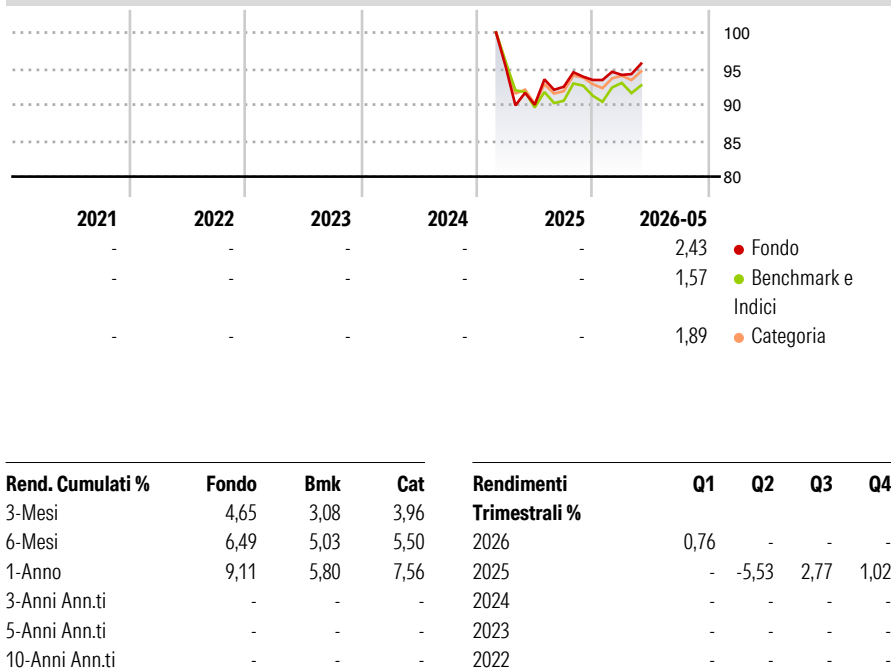 100
95
90
85
80
2021 2022 2023 2024 2025 2026-05
- - - - - 2,43 Fondo
- - - - - 1,57 Benchmark e
Indici
- - - - - 1,89 Categoria
Rend. Cumulati % Fondo Bmk Cat
3-Mesi 4,65 3,08 3,96
6-Mesi 6,49 5,03 5,50
1-Anno 9,11 5,80 7,56
3-Anni Ann.ti - - -
5-Anni Ann.ti - - -
10-Anni Ann.ti - - -
Rendimenti Q1 Q2 Q3 Q4
Trimestrali %
2026 0,76 - - -
2025 - -5,53 2,77 1,02
2024 - - - -
2023 - - - -
2022 - - - -